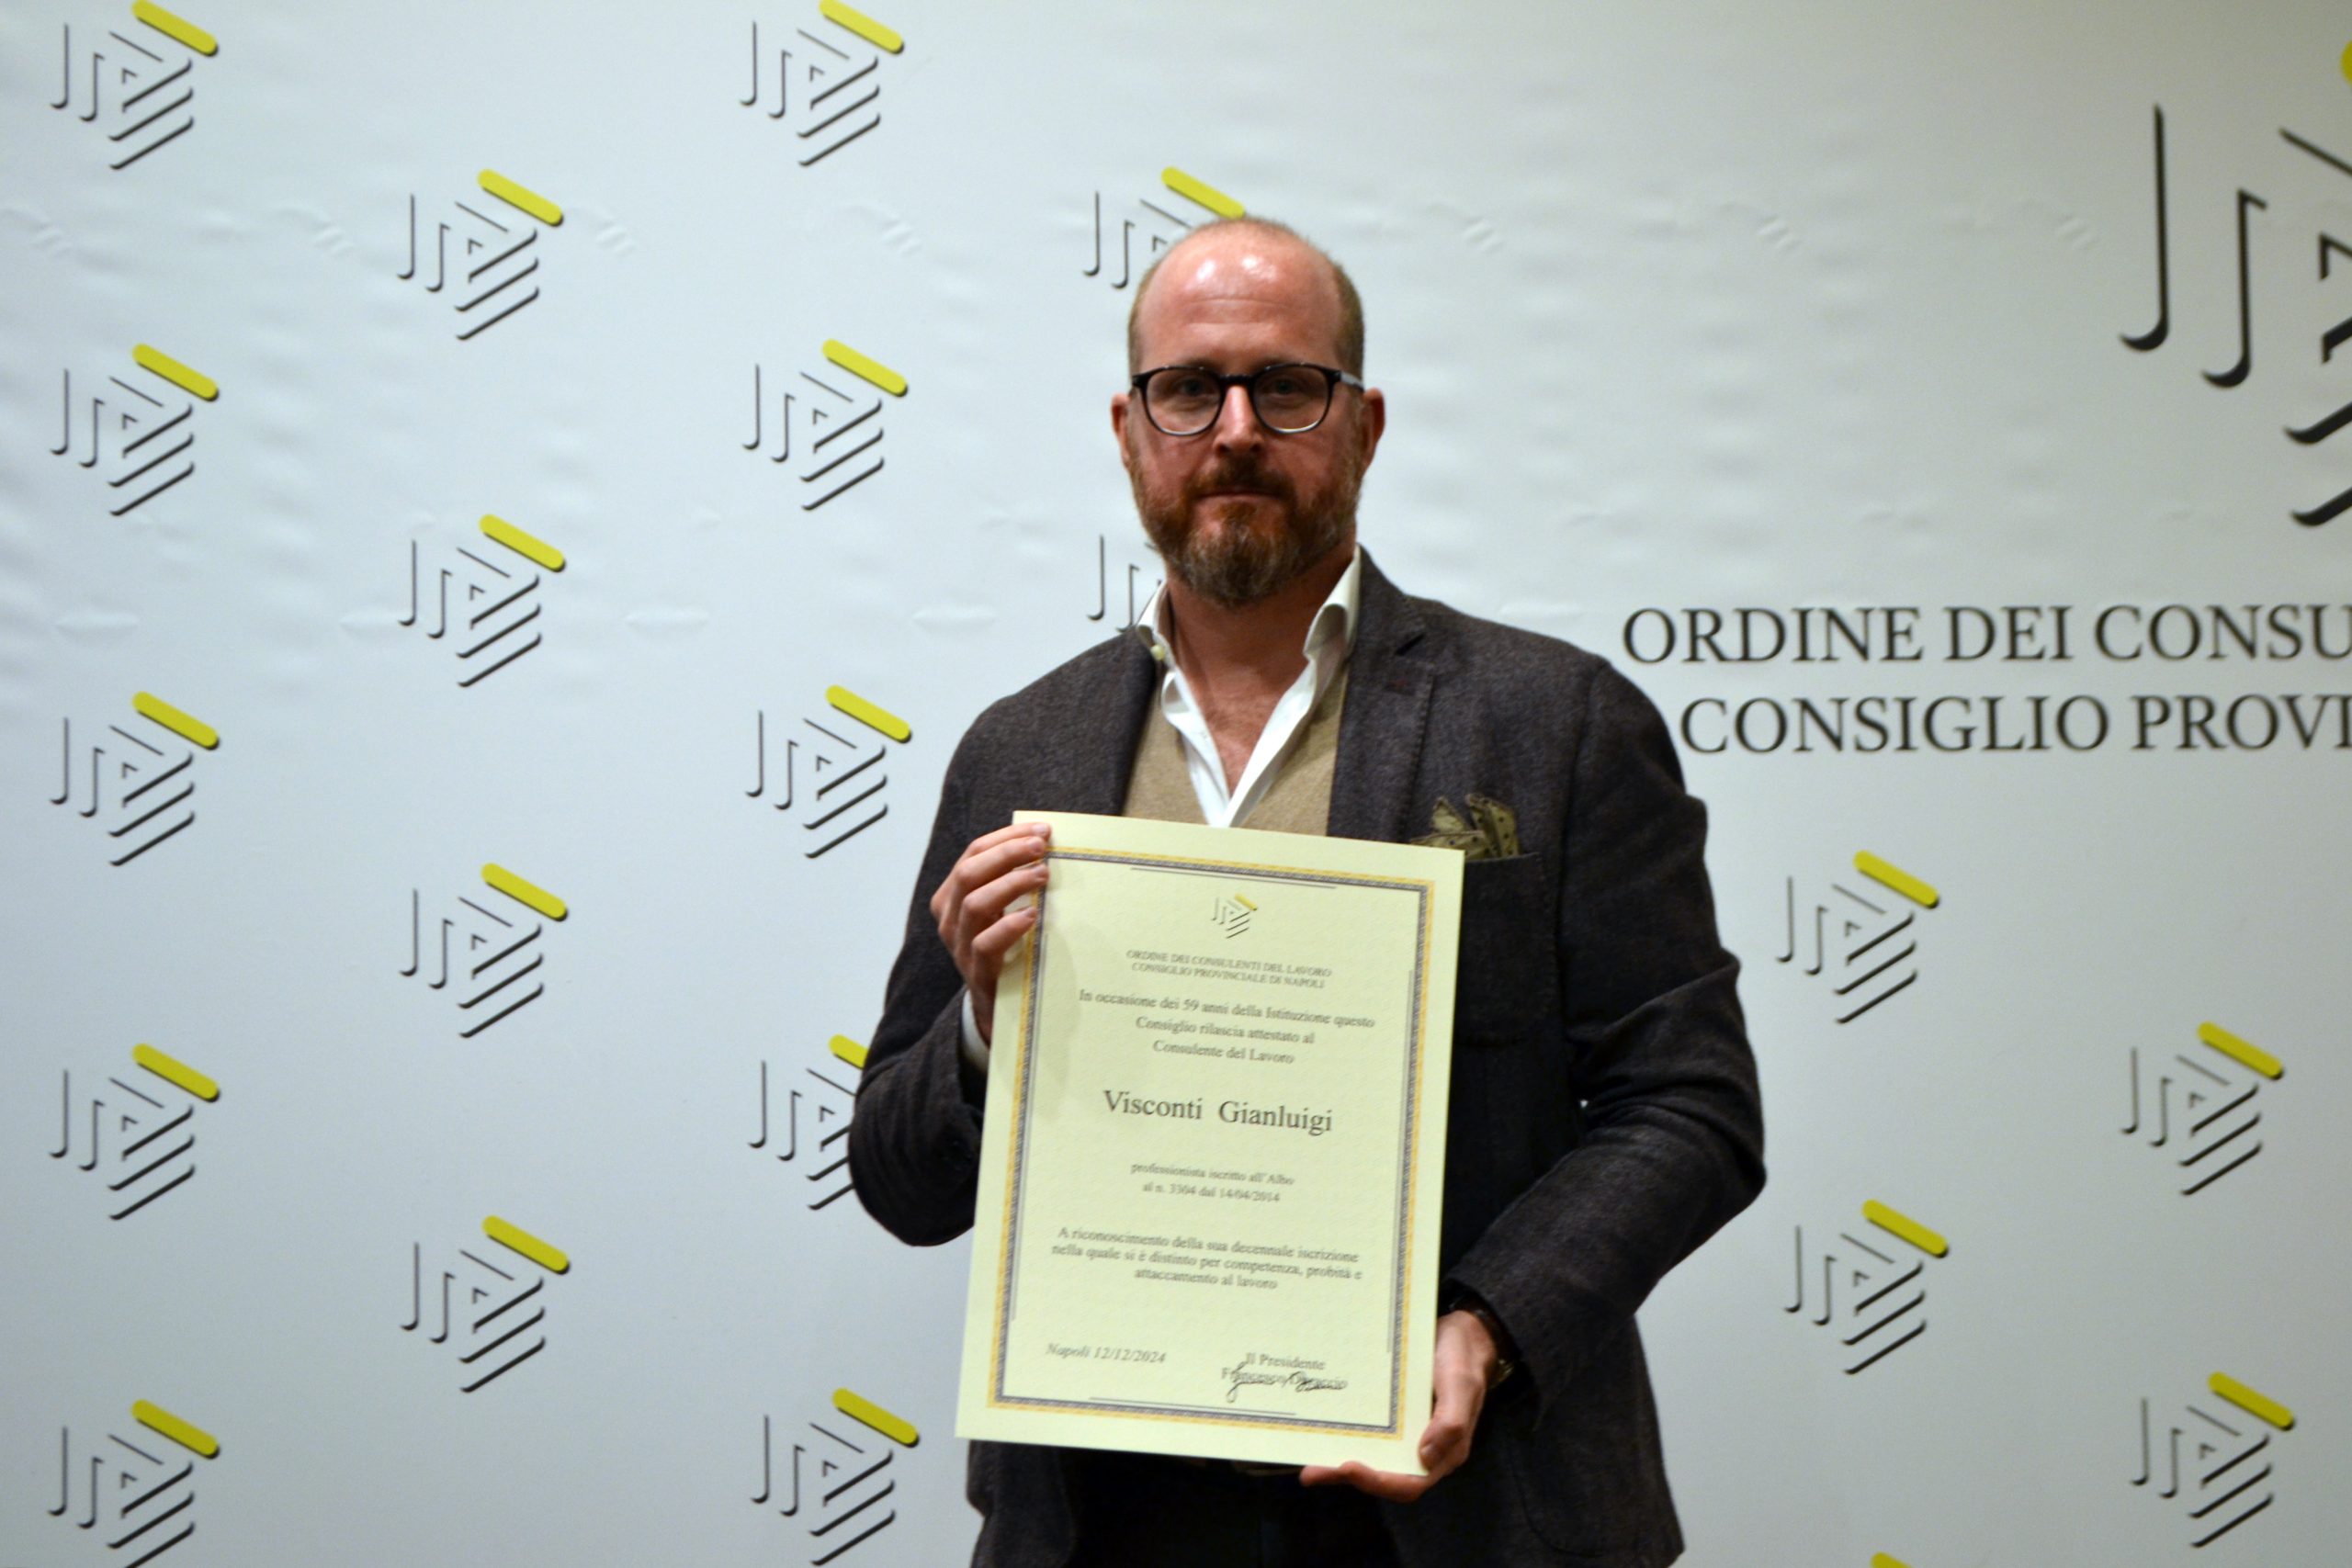 ORDINE DEI CONSU
CONSIGLIO PROVI
ORDINE DEI CONSULENTI DEL LAVORO
CONSIGLIO PROVINCIALE DI NAPOLI
In occasione dei 59 anni della Istituzione questo
Consiglio rilascia attestato al
Consulente del Lavoro
Visconti Gianluigi
professionista iscritto all'Albo
al n. 3304 dal 14/04/2014
A riconoscimento della sua decennale iscrizione
nella quale si è distinto per competenza, probità e
attaccamento al lavoro
Napoli 12/12/2024
Il Presidente
Francesco